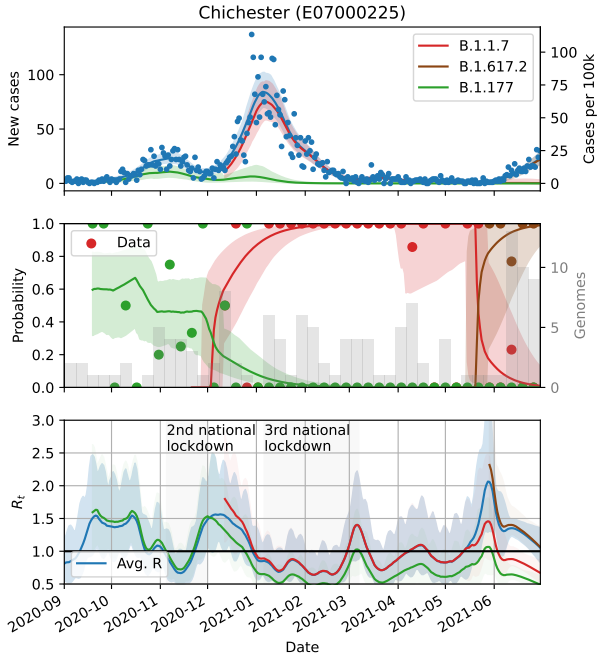 Chichester (E07000225)
New cases
100
50
0
B.1.1.7
B.1.617.2
B.1.177
100
75
50
25
0
Cases per 100k
Probability
1.0
0.8
0.6
0.4
0.2
0.0
Data
10
5
0
Genomes
R_t
3.0
2.5
2.0
1.5
1.0
0.5
2nd national
lockdown
3rd national
lockdown
Avg. R
2020-09
2020-10
2020-11
2020-12
2021-01
2021-02
2021-03
2021-04
2021-05
2021-06
Date